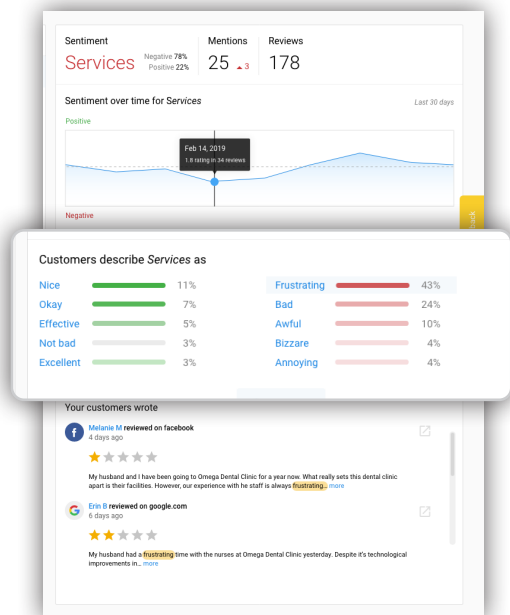 Sentiment
Mentions
Reviews
Services
Negative 78%
Positive 22%
25
3
178
Sentiment over time for Services
Last 30 days
Positive
Feb 14, 2019
1.8 rating in 34 reviews
Negative
Customers describe Services as
Nice 11%
Frustrating 43%
Okay 7%
Bad 24%
Effective 5%
Awful 10%
Not bad 3%
Bizzare 4%
Excellent 3%
Annoying 4%
Your customers wrote
Melanie M reviewed on facebook
4 days ago
My husband and I have been going to Omega Dental Clinic for a year now. What really sets this dental clinic
apart is their facilities. However, our experience with he staff is always frustrating... more
Erin B reviewed on google.com
6 days ago
My husband had a frustrating time with the nurses at Omega Dental Clinic yesterday. Despite it's technological
improvements in... more